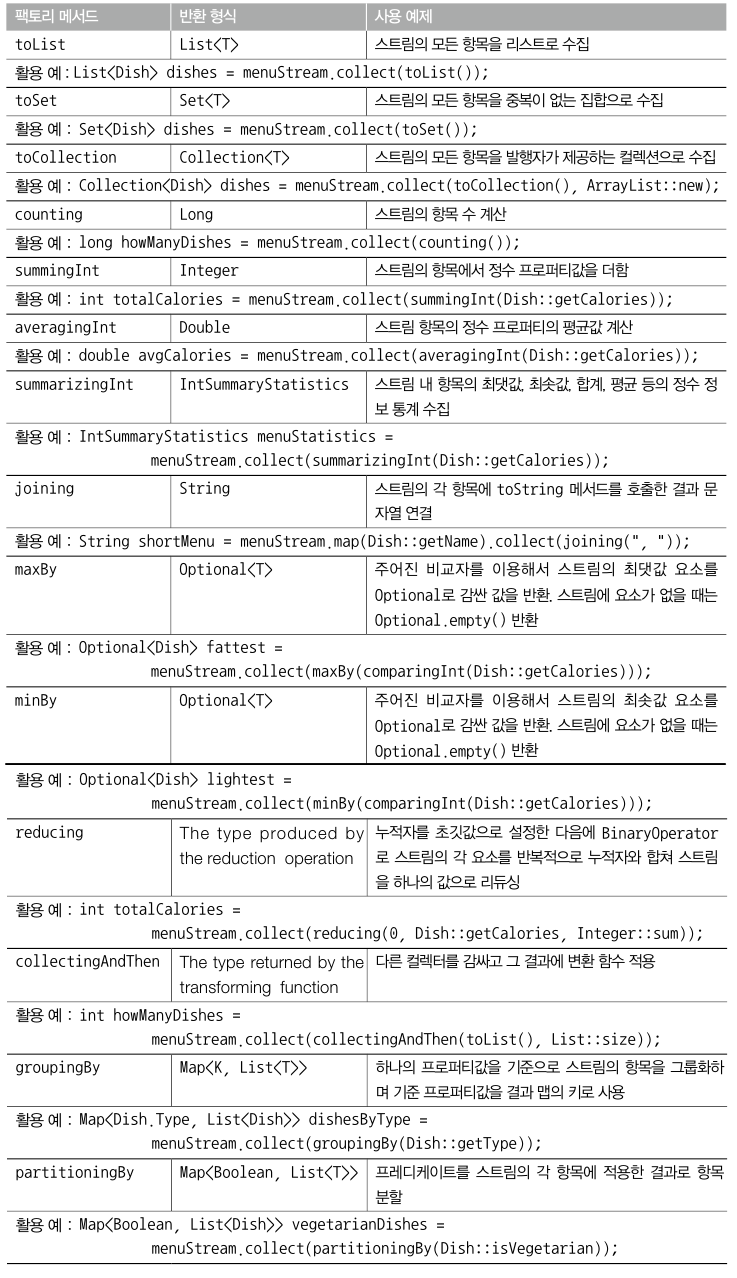 팩토리 메서드 반환 형식 사용 예제
toList List<T> 스트림의 모든 항목을 리스트로 수집
활용 예: List<Dish> dishes = menuStream.collect(toList());
toSet Set<T> 스트림의 모든 항목을 중복이 없는 집합으로 수집
활용 예 : Set<Dish> dishes = menuStream.collect(toSet());
toCollection Collection<T> 스트림의 모든 항목을 발행자가 제공하는 컬렉션으로 수집
활용 예 : Collection<Dish> dishes = menuStream.collect(toCollection(), ArrayList::new);
counting Long 스트림의 항목 수 계산
활용 예 : long howManyDishes = menuStream.collect(counting());
summingInt Integer 스트림의 항목에서 정수 프로퍼티값을 더함
활용 예 : int totalCalories = menuStream.collect(summingInt(Dish::getCalories));
averagingInt Double 스트림 항목의 정수 프로퍼티의 평균값 계산
활용 예 : double avgCalories = menuStream.collect(averagingInt(Dish::getCalories));
summarizingInt IntSummaryStatistics 스트림 내 항목의 최댓값, 최솟값, 합계, 평균 등의 정수 정
보 통계 수집
활용 예 : IntSummaryStatistics menuStatistics =
menuStream.collect(summarizingInt(Dish::getCalories));
joining String 스트림의 각 항목에 toString 메서드를 호출한 결과 문
자열 연결
활용 예 : String shortMenu = menuStream.map(Dish::getName).collect(joining(", "));
maxBy Optional<T> 주어진 비교자를 이용해서 스트림의 최댓값 요소를
Optional로 감싼 값을 반환. 스트림에 요소가 없을 때는
Optional.empty() 반환
활용 예 : Optional<Dish> fattest =
menuStream.collect(maxBy(comparingInt(Dish::getCalories)));
minBy Optional<T> 주어진 비교자를 이용해서 스트림의 최솟값 요소를
Optional로 감싼 값을 반환. 스트림에 요소가 없을 때는
Optional.empty() 반환
활용 예 : Optional<Dish> lightest =
menuStream.collect(minBy(comparingInt(Dish::getCalories)));
reducing The type produced by 누적자를 초깃값으로 설정한 다음에 BinaryOperator
the reduction operation 로 스트림의 각 요소를 반복적으로 누적자와 합쳐 스트림
을 하나의 값으로 리듀싱
활용 예 : int totalCalories =
menuStream.collect(reducing(0, Dish::getCalories, Integer::sum));
collectingAndThen The type returned by the 다른 컬렉터를 감싸고 그 결과에 변환 함수 적용
transforming function
활용 예 : int howManyDishes =
menuStream.collect(collectingAndThen(toList(), List::size));
groupingBy Map<K, List<T>> 하나의 프로퍼티값을 기준으로 스트림의 항목을 그룹화하
며 기준 프로퍼티값을 결과 맵의 키로 사용
활용 예 : Map<Dish.Type, List<Dish>> dishesByType =
menuStream.collect(groupingBy(Dish::getType));
partitioningBy Map<Boolean, List<T>> 프레디케이트를 스트림의 각 항목에 적용한 결과로 항목
분할
활용 예 : Map<Boolean, List<Dish>> vegetarianDishes =
menuStream.collect(partitioningBy(Dish::isVegetarian));